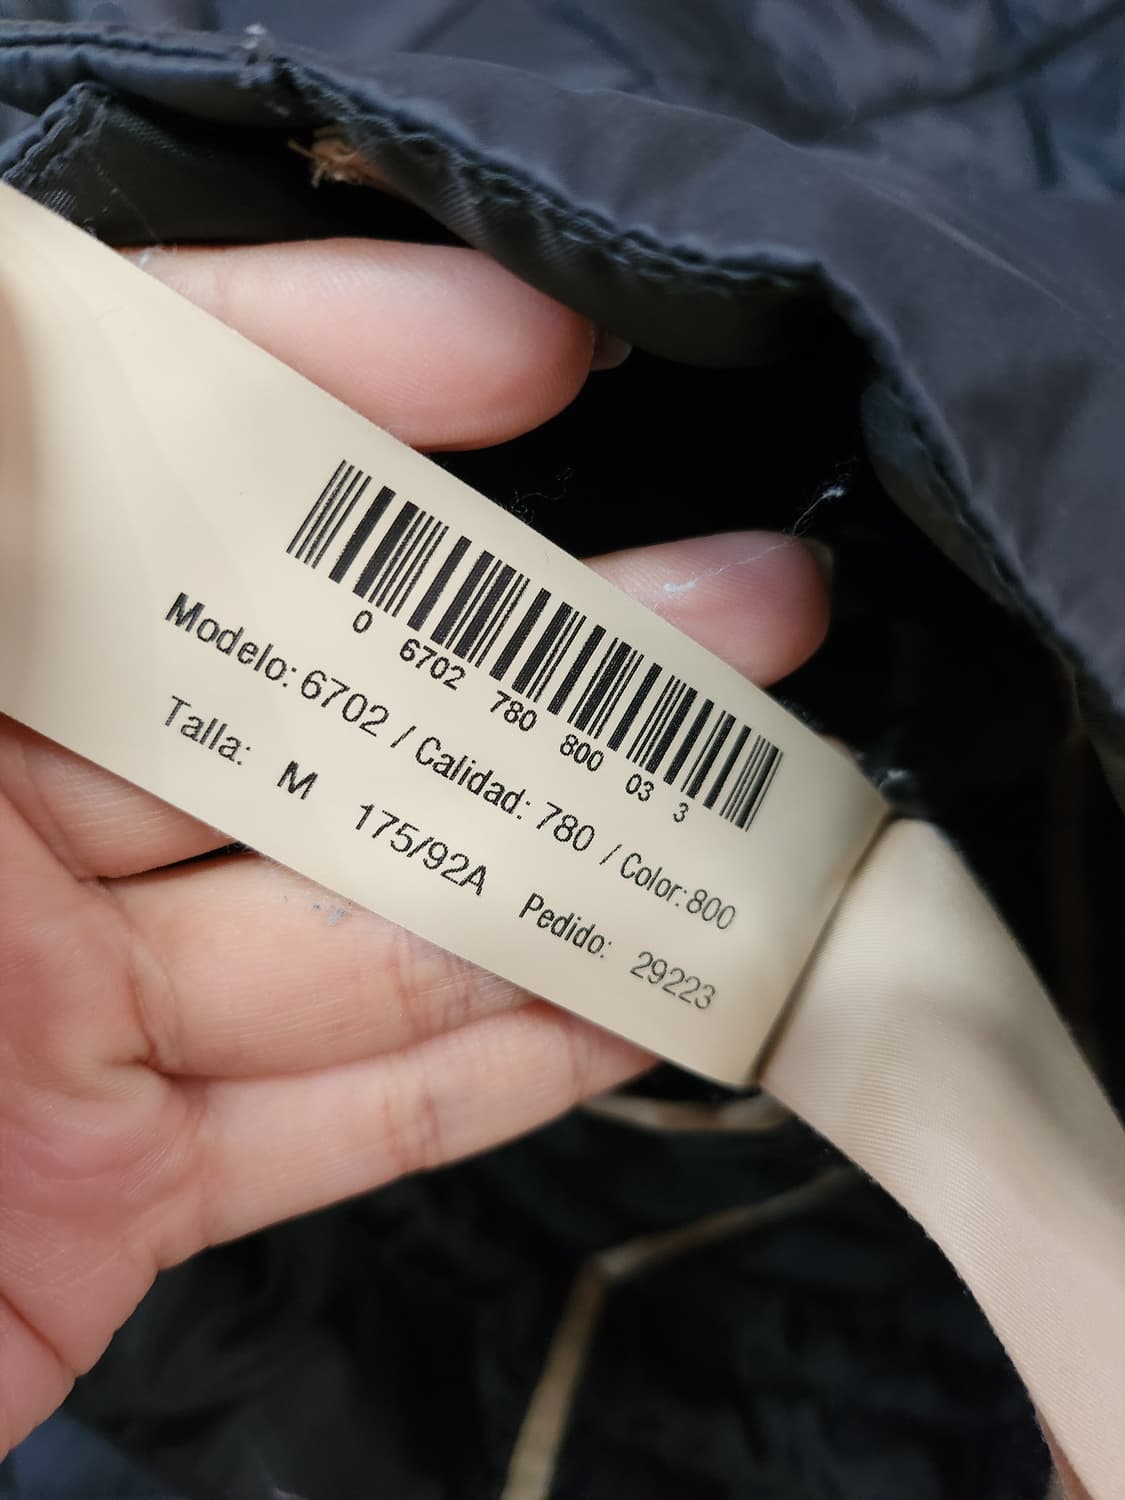 0 6702 780 800 03 3
Modelo: 6702 / Calidad: 780 / Color: 800
Talla: M 175/92A Pedido: 29223